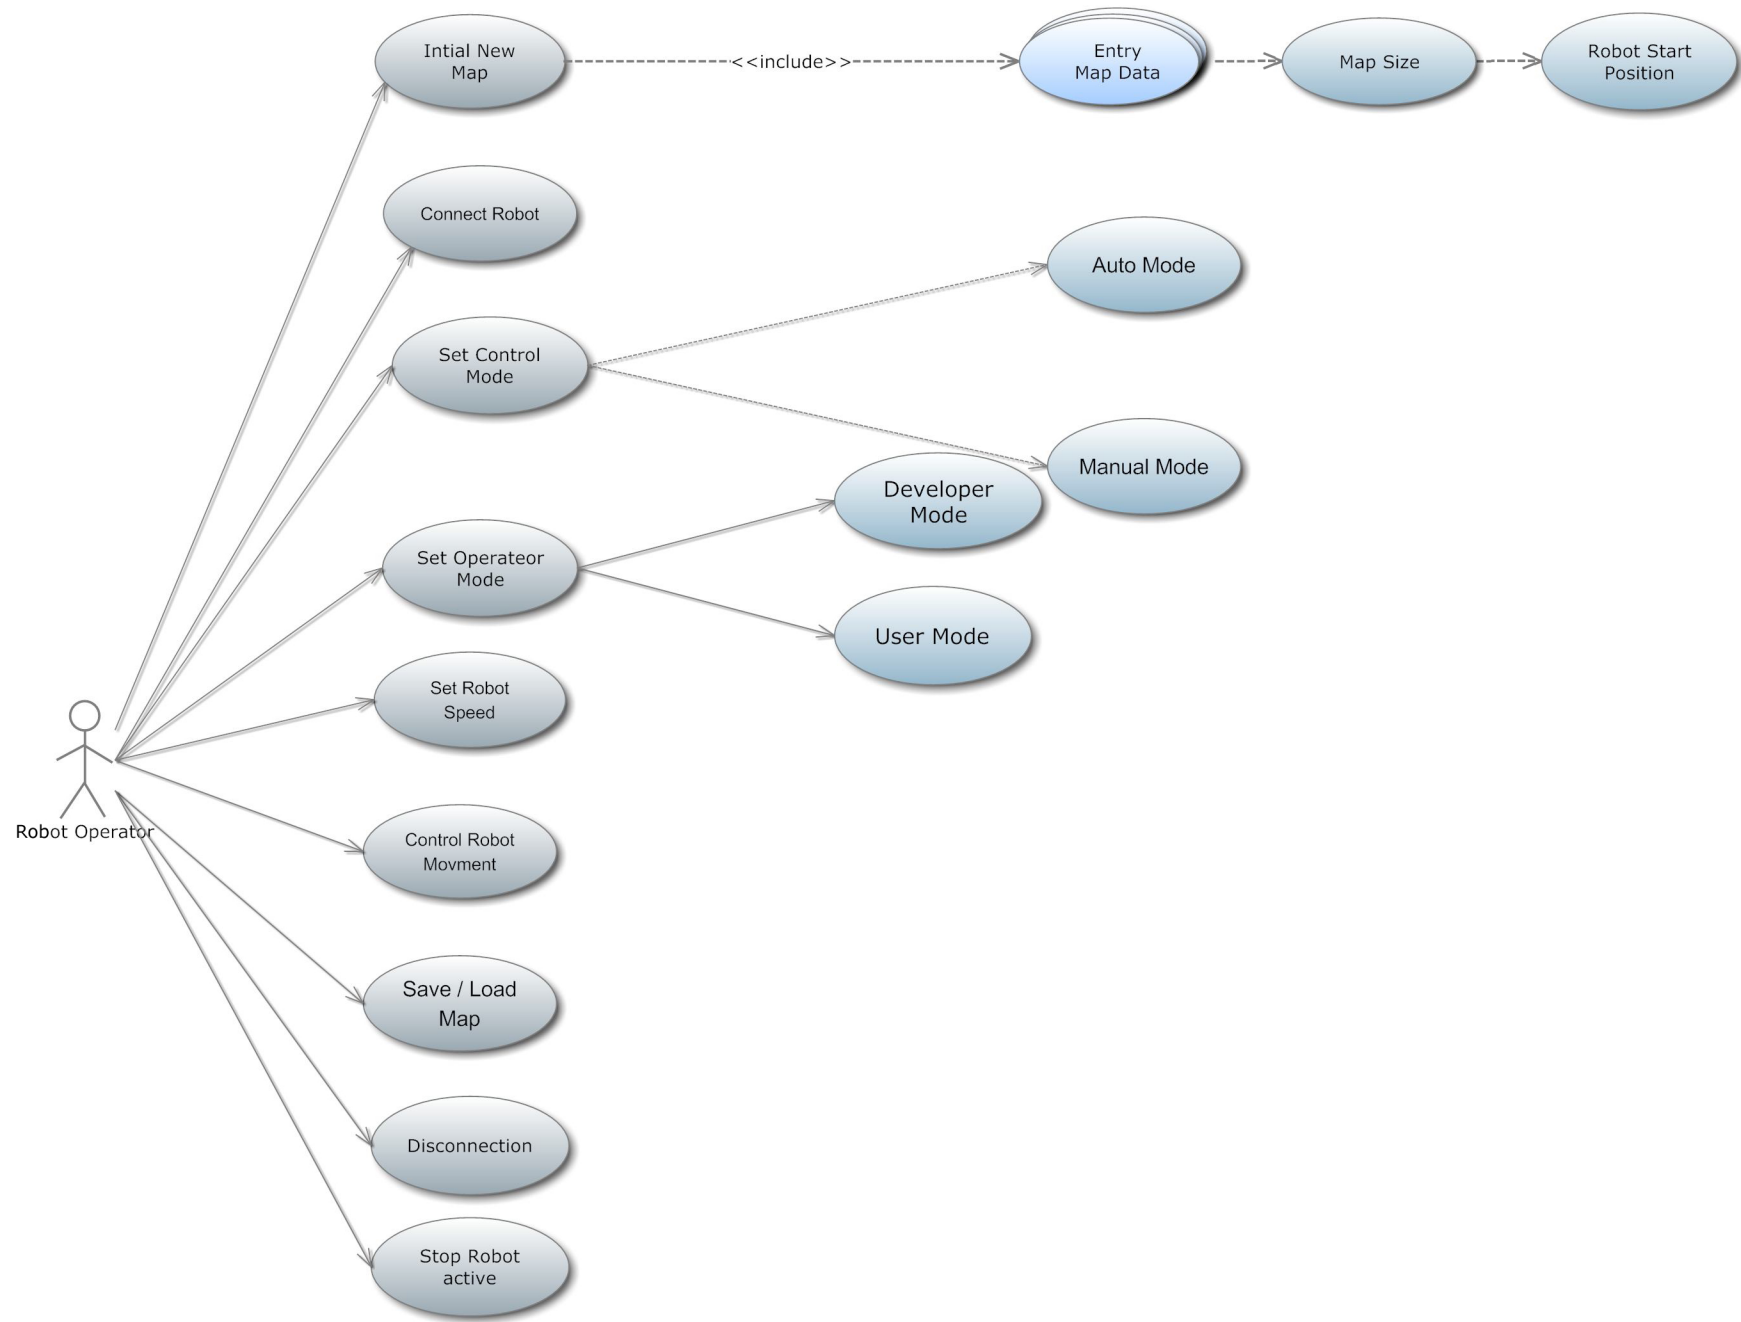 Intial New
Map
<<include>>
Entry
Map Data
Map Size
Robot Start
Position
Connect Robot
Auto Mode
Set Control
Mode
Manual Mode
Developer
Mode
Set Operateor
Mode
User Mode
Set Robot
Speed
Robot Operator
Control Robot
Movment
Save / Load
Map
Disconnection
Stop Robot
active